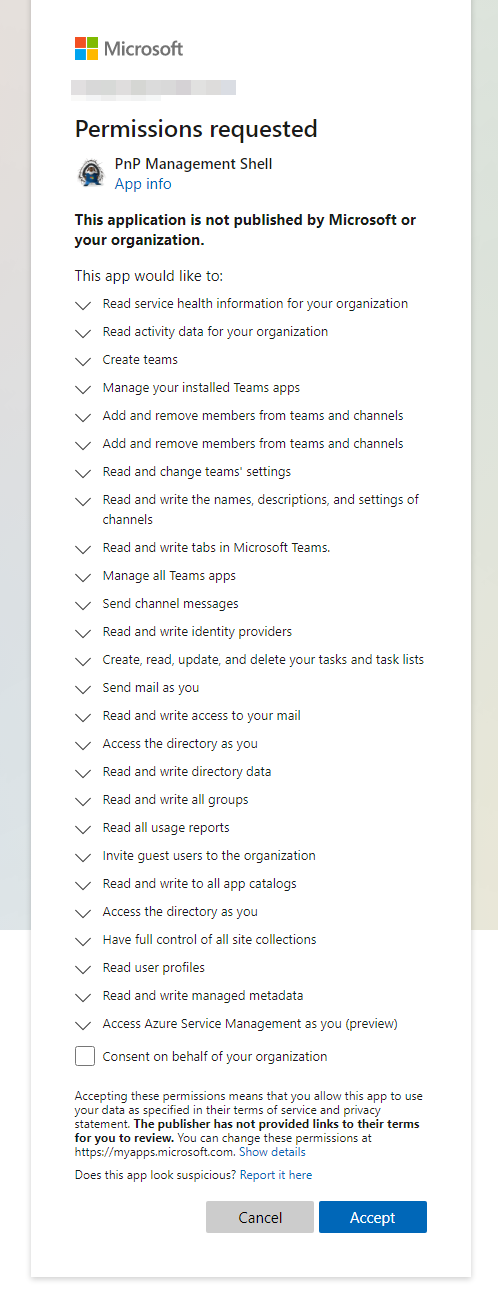 Microsoft
Permissions requested
PnP Management Shell
App info
This application is not published by Microsoft or
your organization.
This app would like to:
Read service health information for your organization
Read activity data for your organization
Create teams
Manage your installed Teams apps
Add and remove members from teams and channels
Add and remove members from teams and channels
Read and change teams' settings
Read and write the names, descriptions, and settings of
channels
Read and write tabs in Microsoft Teams.
Manage all Teams apps
Send channel messages
Read and write identity providers
Create, read, update, and delete your tasks and task lists
Send mail as you
Read and write access to your mail
Access the directory as you
Read and write directory data
Read and write all groups
Read all usage reports
Invite guest users to the organization
Read and write to all app catalogs
Access the directory as you
Have full control of all site collections
Read user profiles
Read and write managed metadata
Access Azure Service Management as you (preview)
Consent on behalf of your organization
Accepting these permissions means that you allow this app to use
your data as specified in their terms of service and privacy
statement. The publisher has not provided links to their terms
for you to review. You can change these permissions at
https://myapps.microsoft.com. Show details
Does this app look suspicious? Report it here
Cancel
Accept